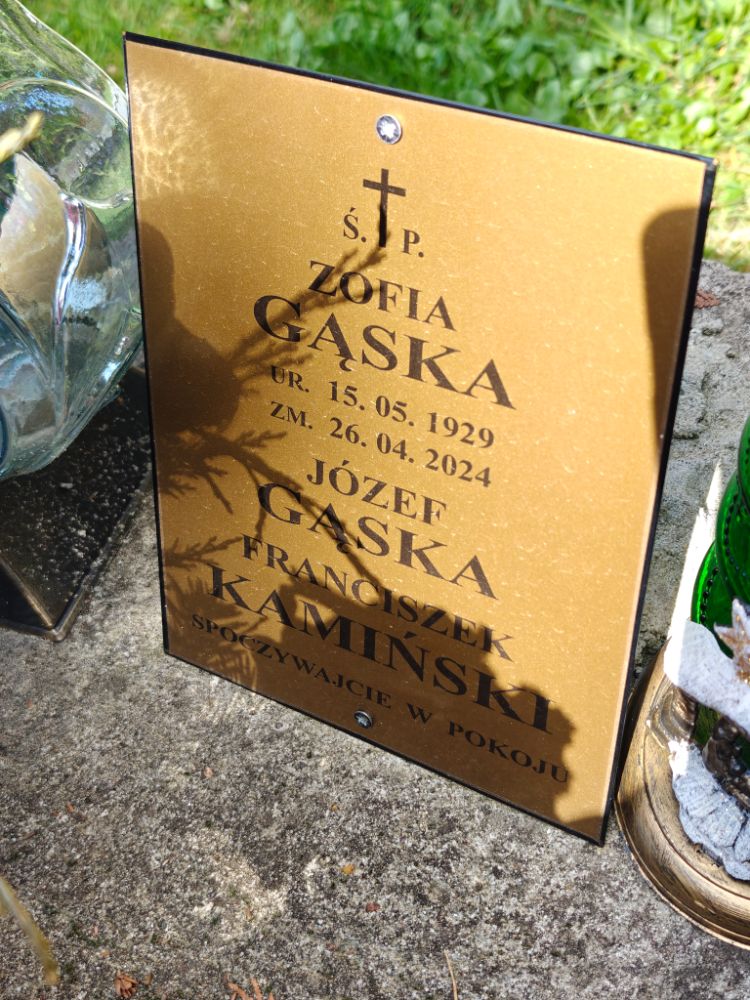 Ś. P.
ZOFIA
GĄSKA
UR. 15. 05. 1929
ZM. 26. 04. 2024
JÓZEF
GĄSKA
FRANCISZEK
KAMIŃSKI
SPOCZYWAJCIE W POKOJU